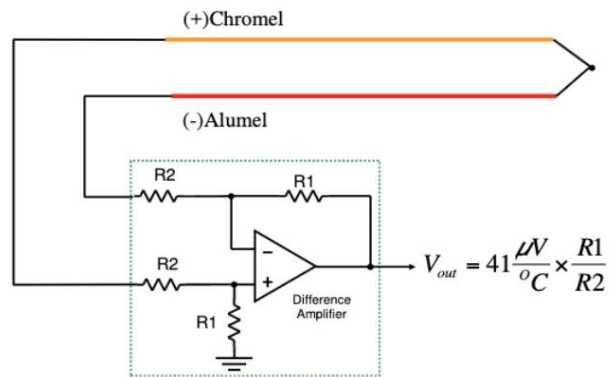 (+)Chromel
(-)Alumel
R2
R1
R2
R1
Difference
Amplifier
V_out = 41 μV/°C × R1/R2